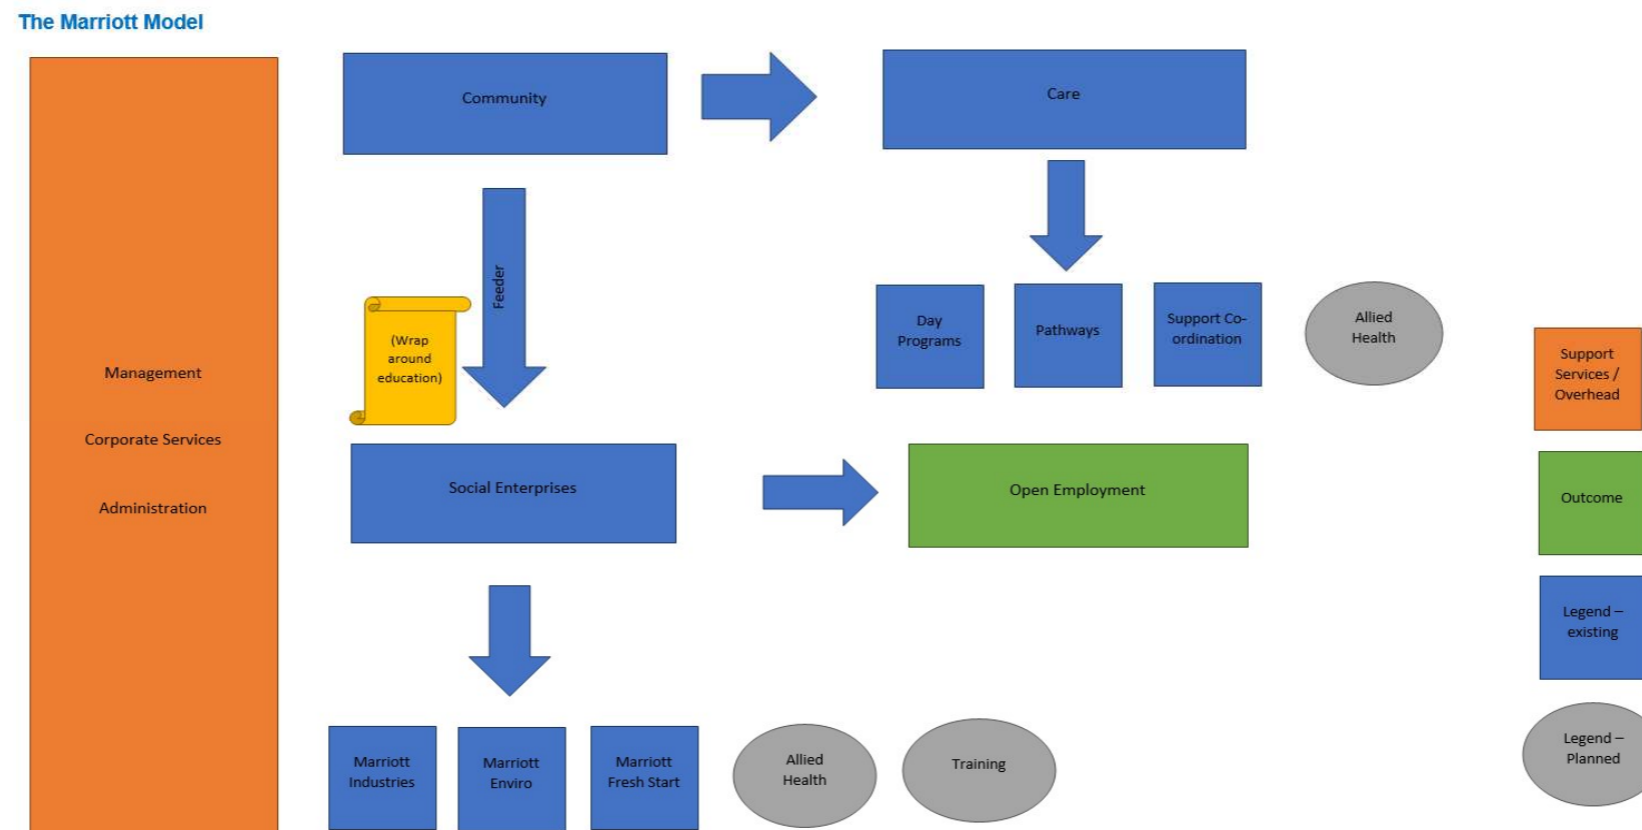 The Marriott Model
Management
Corporate Services
Administration
Community
Care
Feeder
(Wrap
around
education)
Day
Programs
Pathways
Support Co-
ordination
Allied
Health
Social Enterprises
Open Employment
Marriott
Industries
Marriott
Enviro
Marriott
Fresh Start
Allied
Health
Training
Support
Services /
Overhead
Outcome
Legend –
existing
Legend –
Planned